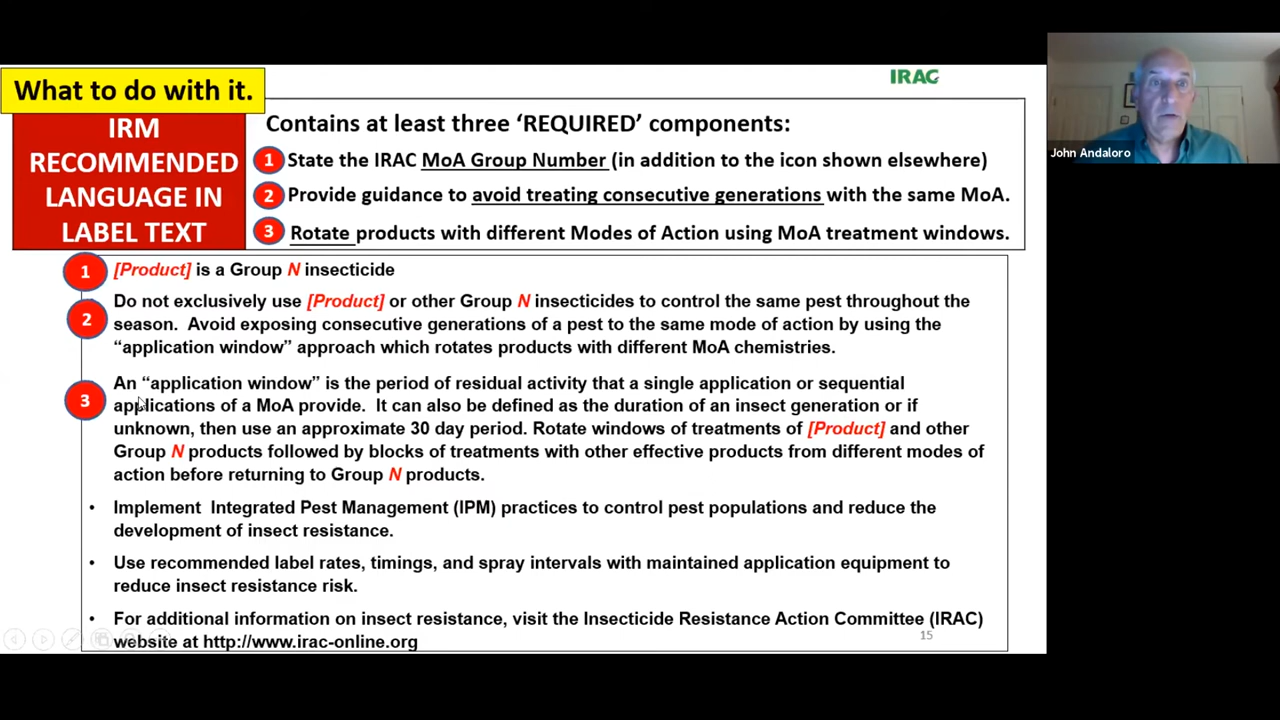 What to do with it.
IRAC
IRM
RECOMMENDED
LANGUAGE IN
LABEL TEXT
Contains at least three ‘REQUIRED’ components:
1 State the IRAC MoA Group Number (in addition to the icon shown elsewhere)
2 Provide guidance to avoid treating consecutive generations with the same MoA.
3 Rotate products with different Modes of Action using MoA treatment windows.
John Andaloro
1 [Product] is a Group N insecticide
2 Do not exclusively use [Product] or other Group N insecticides to control the same pest throughout the
season. Avoid exposing consecutive generations of a pest to the same mode of action by using the
“application window” approach which rotates products with different MoA chemistries.
3 An “application window” is the period of residual activity that a single application or sequential
applications of a MoA provide. It can also be defined as the duration of an insect generation or if
unknown, then use an approximate 30 day period. Rotate windows of treatments of [Product] and other
Group N products followed by blocks of treatments with other effective products from different modes of
action before returning to Group N products.
• Implement Integrated Pest Management (IPM) practices to control pest populations and reduce the
development of insect resistance.
• Use recommended label rates, timings, and spray intervals with maintained application equipment to
reduce insect resistance risk.
• For additional information on insect resistance, visit the Insecticide Resistance Action Committee (IRAC)
website at http://www.irac-online.org
15